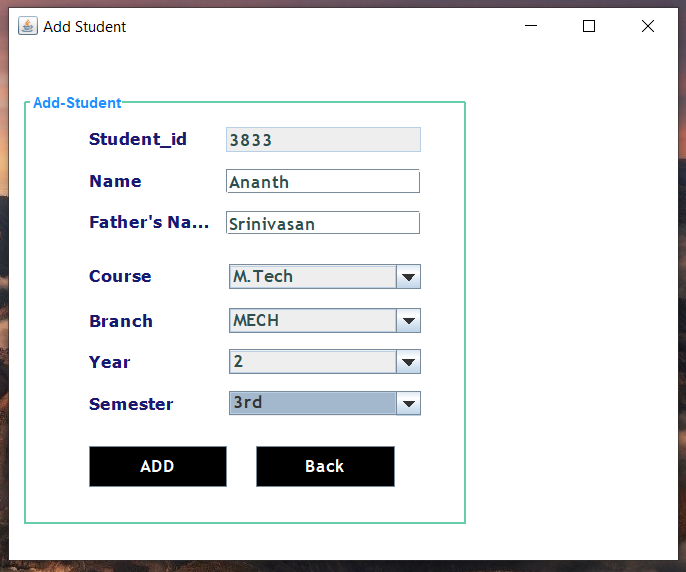 Add Student
Add-Student
Student_id 3833
Name Ananth
Father's Na... Srinivasan
Course M.Tech
Branch MECH
Year 2
Semester 3rd
ADD Back